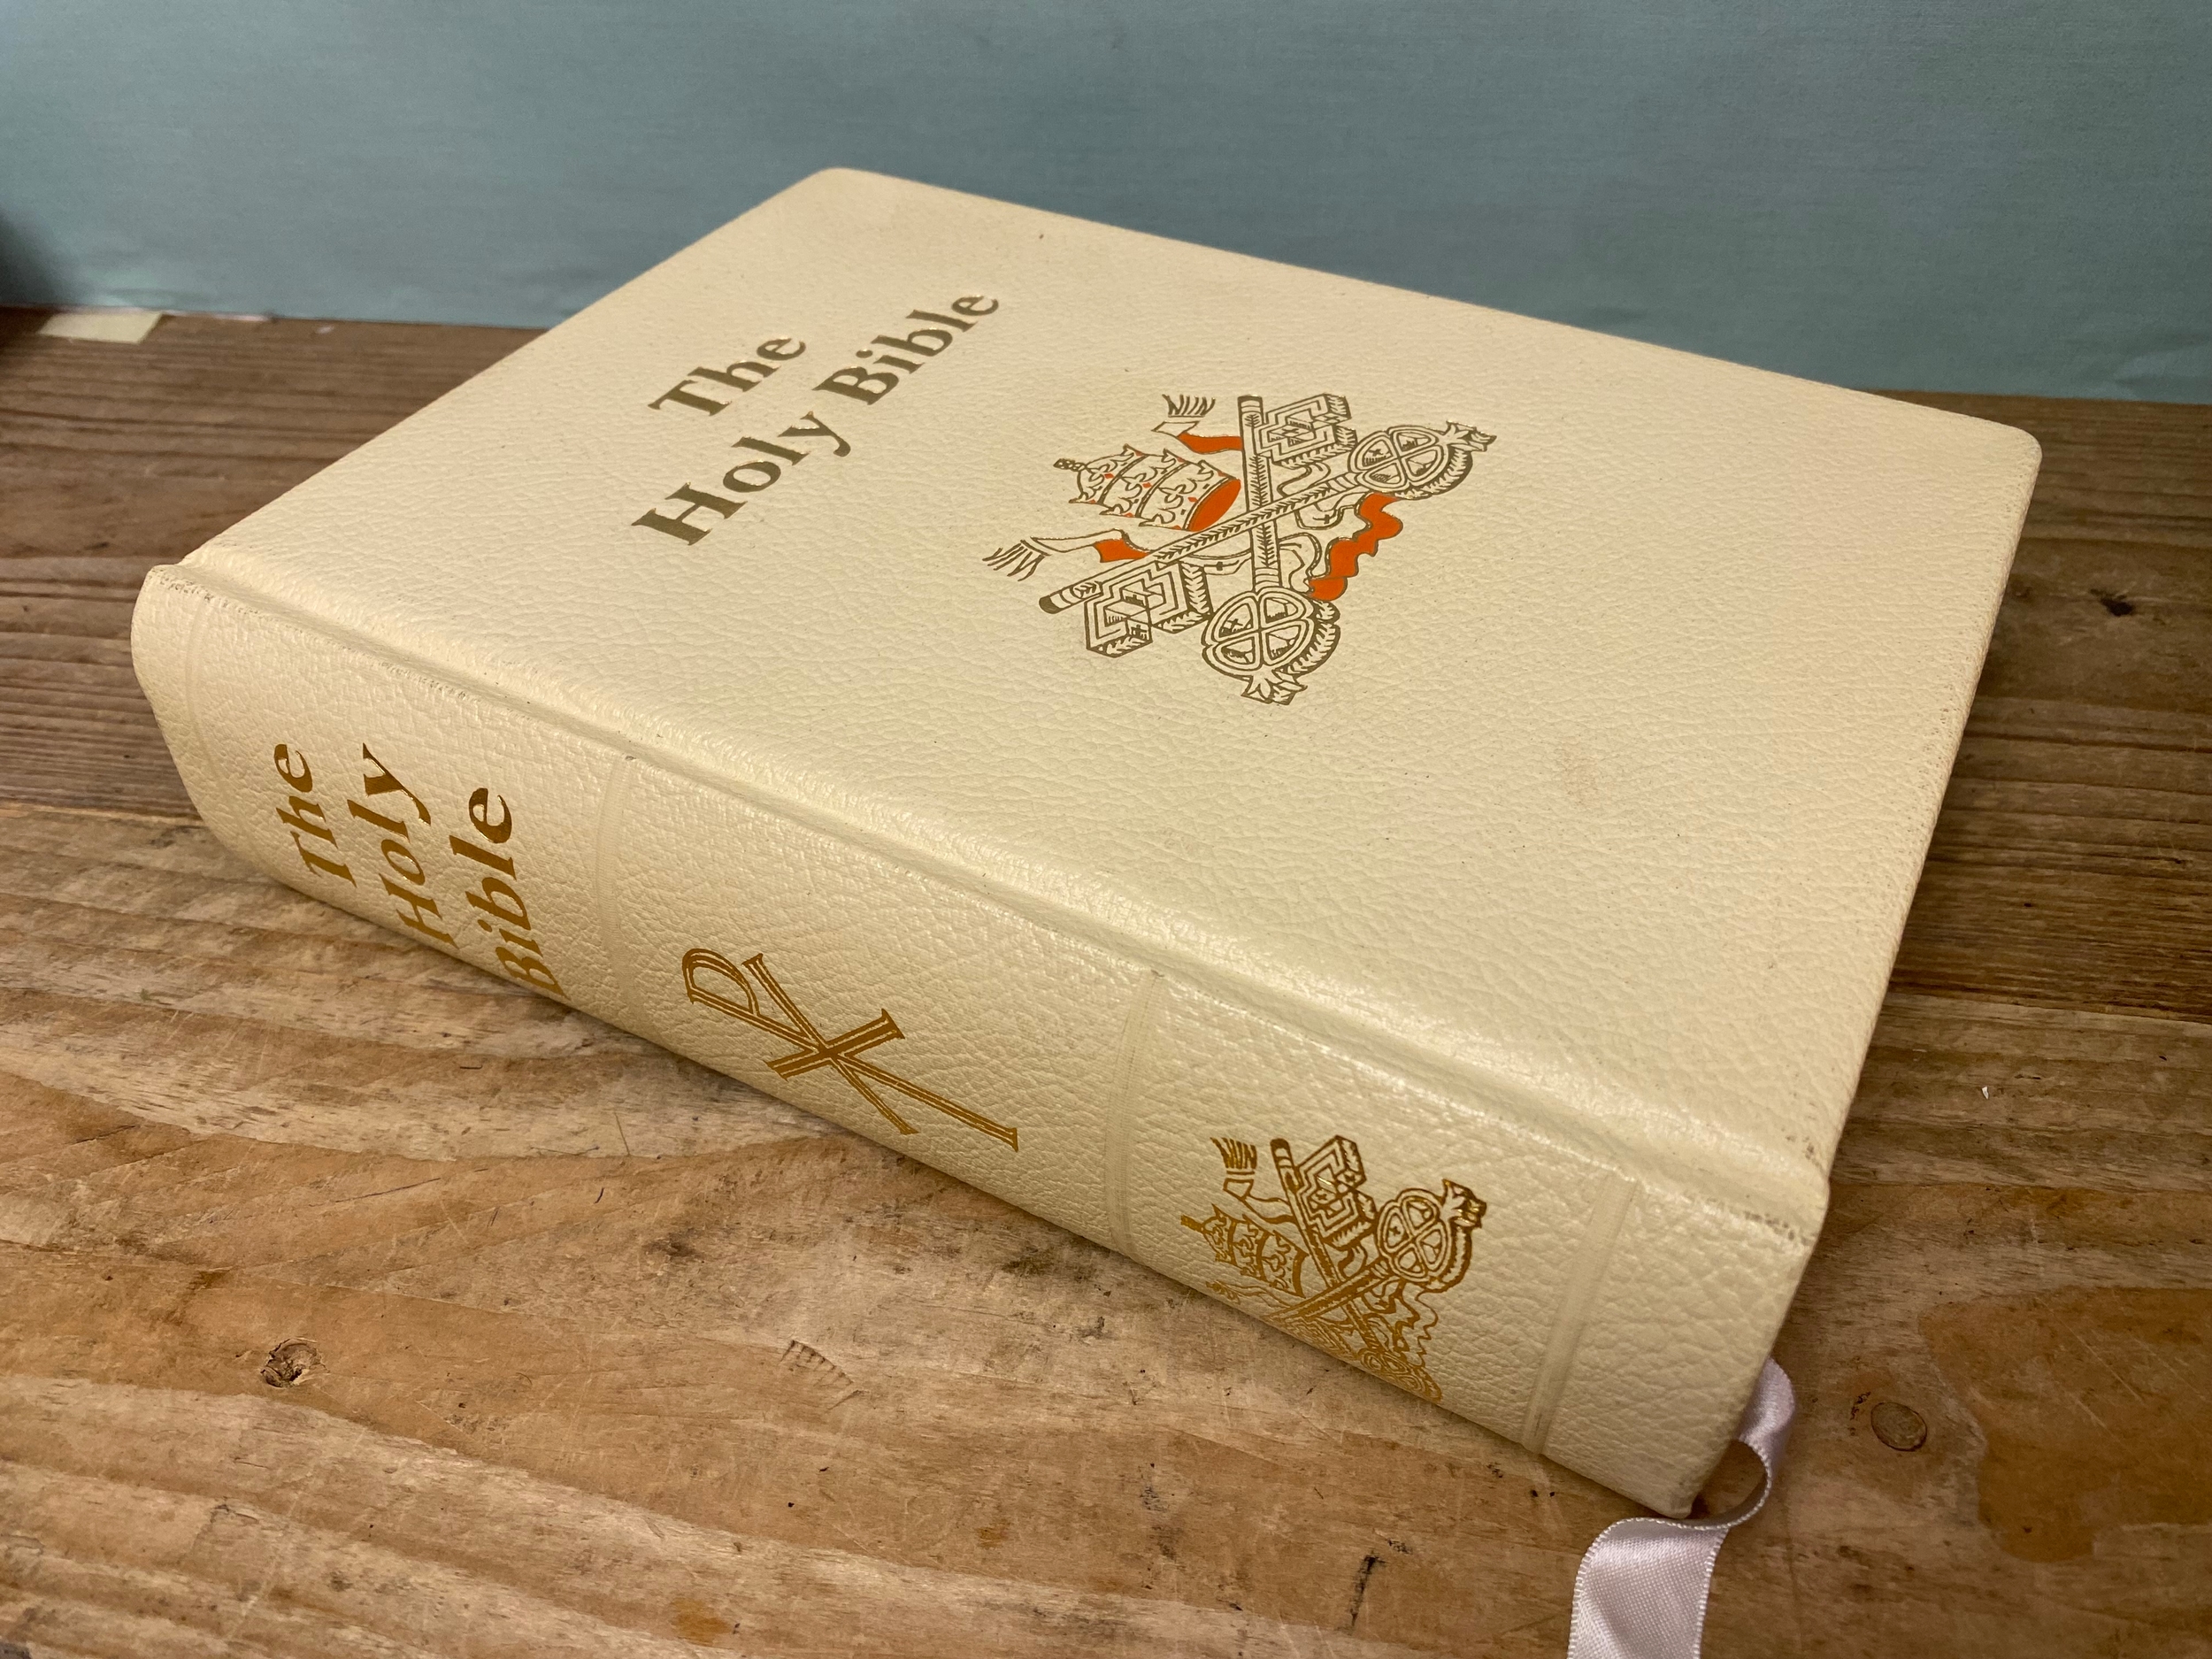 The
Holy Bible
The
Holy
Bible